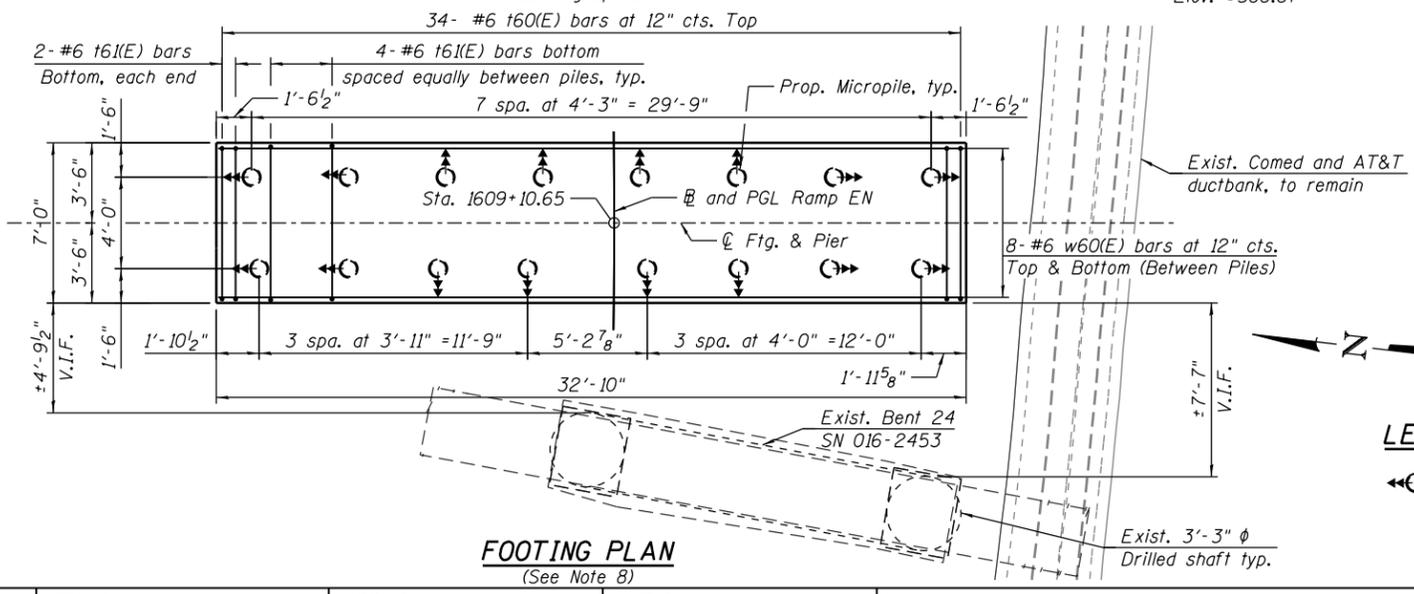 34- #6 t60(E) bars at 12" cts. Top
2- #6 t61(E) bars
Bottom, each end
4- #6 t61(E) bars bottom
spaced equally between piles, typ.
1'-6½"
7 spa. at 4'-3" = 29'-9"
Prop. Micropile, typ.
1'-6½"
1'-6"
3'-6"
7'-0"
4'-0"
3'-6"
1'-6"
Sta. 1609+10.65
℄ and PGL Ramp EN
℄ Ftg. & Pier
Exist. Comed and AT&T
ductbank, to remain
8- #6 w60(E) bars at 12" cts.
Top & Bottom (Between Piles)
±4'-9½"
V.I.F.
1'-10½"
3 spa. at 3'-11" =11'-9"
5'-2⅞"
3 spa. at 4'-0" =12'-0"
1'-11⅝"
32'-10"
±7'-7"
V.I.F.
N
Exist. Bent 24
SN 016-2453
LE
Exist. 3'-3" ϕ
Drilled shaft typ.
FOOTING PLAN
(See Note 8)